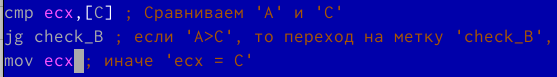 cmp ecx,[C] ; Сравниваем 'A' и 'C'
jg check_B ; если 'A>C', то переход на метку 'check_B',
mov ecx ; иначе 'ecx = C'